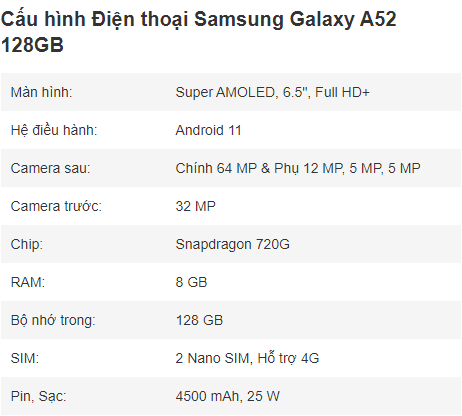 Cấu hình Điện thoại Samsung Galaxy A52
128GB
Màn hình: Super AMOLED, 6.5", Full HD+
Hệ điều hành: Android 11
Camera sau: Chính 64 MP & Phụ 12 MP, 5 MP, 5 MP
Camera trước: 32 MP
Chip: Snapdragon 720G
RAM: 8 GB
Bộ nhớ trong: 128 GB
SIM: 2 Nano SIM, Hỗ trợ 4G
Pin, Sạc: 4500 mAh, 25 W